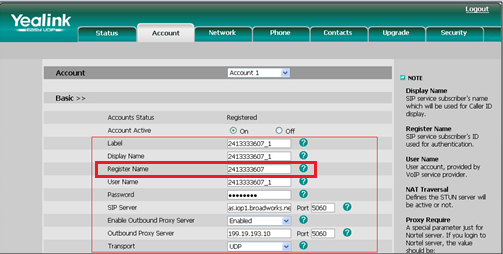 Logout
Yealink
Status Account Network Phone Contacts Upgrade Security
Account Account 1
Basic >>
Accounts Status Registered
Account Active On Off
Label 2413333607_1
Display Name 2413333607_1
Register Name 2413333607
User Name 2413333607_1
Password ••••••••
SIP Server as.iop1.broadworks.ne Port 5060
Enable Outbound Proxy Server Enabled
Outbound Proxy Server 199.19.193.10 Port 5060
Transport UDP
NOTE
Display Name
SIP service subscriber's name
which will be used for Caller ID
display.
Register Name
SIP service subscriber's ID
used for authentication.
User Name
User account, provided by
VoIP service provider.
NAT Traversal
Defines the STUN server
will be active or not.
Proxy Require
A special parameter just for
Nortel server. If you login to
Nortel server, the value
should be: